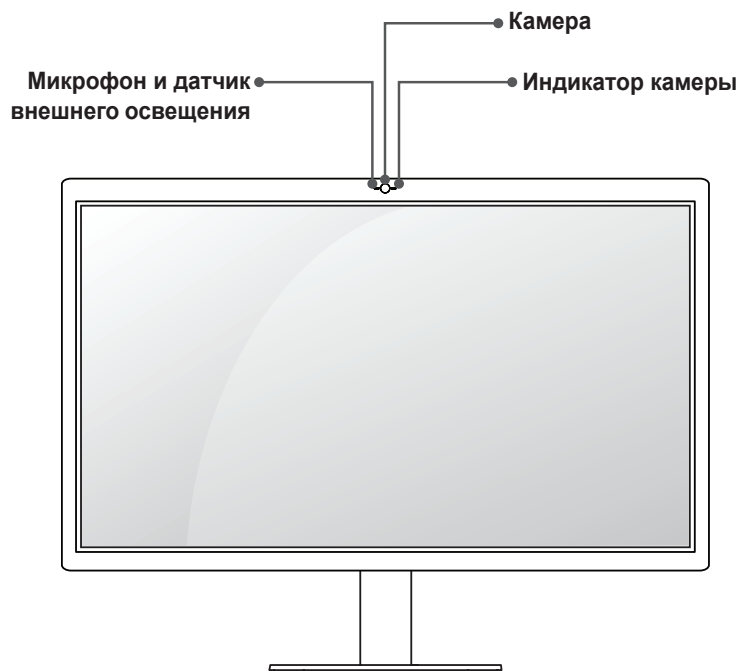 Камера
Микрофон и датчик
внешнего освещения
Индикатор камеры